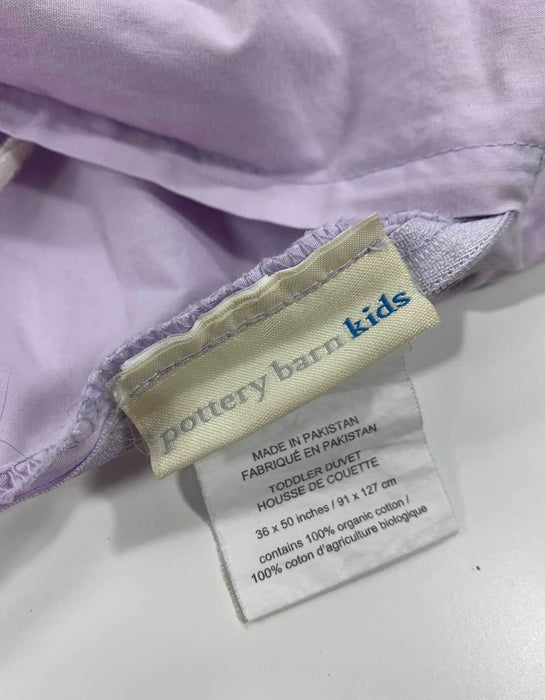 pottery barn kids
MADE IN PAKISTAN
FABRIQUÉ EN PAKISTAN
TODDLER DUVET
HOUSSE DE COUETTE
36 x 50 inches / 91 x 127 cm
contains 100% organic cotton /
100% coton d'agriculture biologique